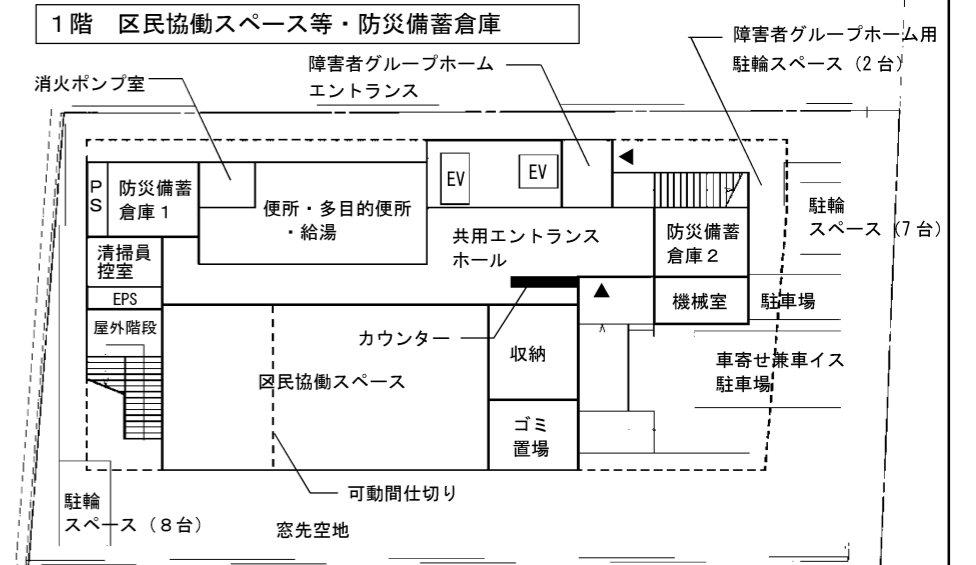 1階　区民協働スペース等・防災備蓄倉庫
障害者グループホーム用
駐輪スペース（2台）
障害者グループホーム
エントランス
消火ポンプ室
PS
防災備蓄
倉庫1
便所・多目的便所
・給湯
EV
EV
共用エントランス
ホール
防災備蓄
倉庫2
駐輪
スペース（7台）
清掃員
控室
EPS
機械室
駐車場
屋外階段
カウンター
収納
車寄せ兼車イス
駐車場
区民協働スペース
ゴミ
置場
可動間仕切り
駐輪
スペース（8台）
窓先空地